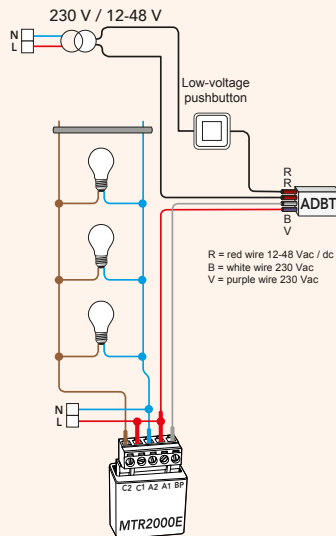 230 V / 12-48 V
N
L
Low-voltage
pushbutton
R
R
ADBT
B
V
R = red wire 12-48 Vac / dc
B = white wire 230 Vac
V = purple wire 230 Vac
N
L
C2 C1 A2 A1 BP
MTR2000E